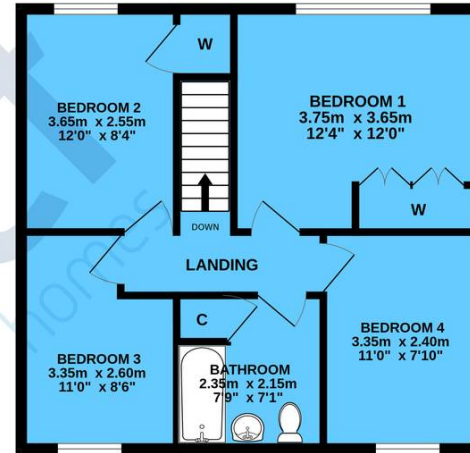 W
BEDROOM 2
3.65m x 2.55m
12'0" x 8'4"
BEDROOM 1
3.75m x 3.65m
12'4" x 12'0"
W
DOWN
LANDING
C
BEDROOM 3
3.35m x 2.60m
11'0" x 8'6"
BATHROOM
2.35m x 2.15m
7'9" x 7'1"
BEDROOM 4
3.35m x 2.40m
11'0" x 7'10"
homes